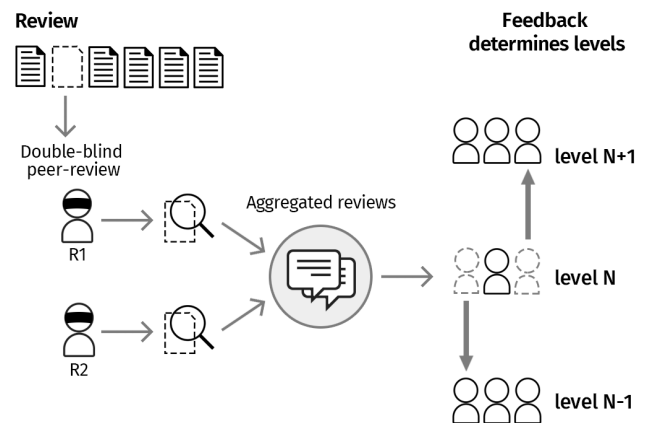 Review
Feedback
determines levels
Double-blind
peer-review
R1
R2
Aggregated reviews
level N+1
level N
level N-1